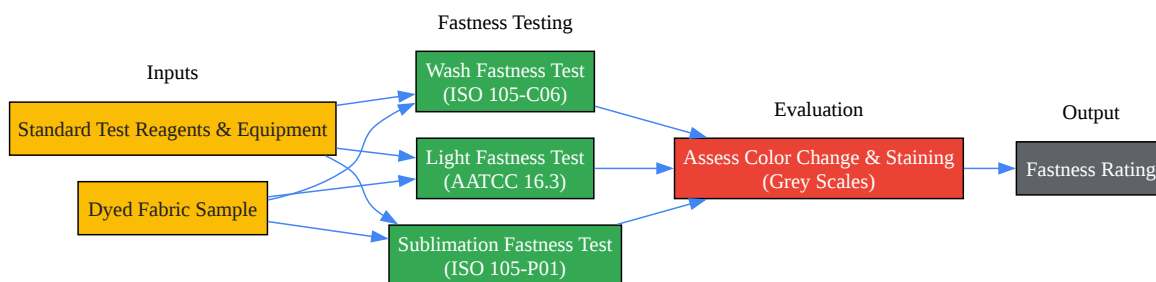 Fastness Testing
Inputs
Wash Fastness Test
(ISO 105-C06)
Standard Test Reagents & Equipment
Evaluation
Output
Light Fastness Test
(AATCC 16.3)
Assess Color Change & Staining
(Grey Scales)
Fastness Rating
Dyed Fabric Sample
Sublimation Fastness Test
(ISO 105-P01)